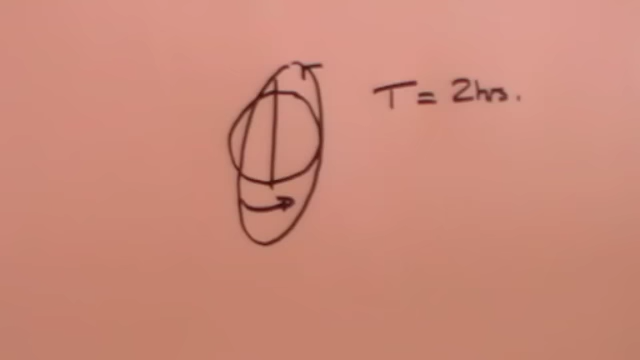 T = 2hrs.